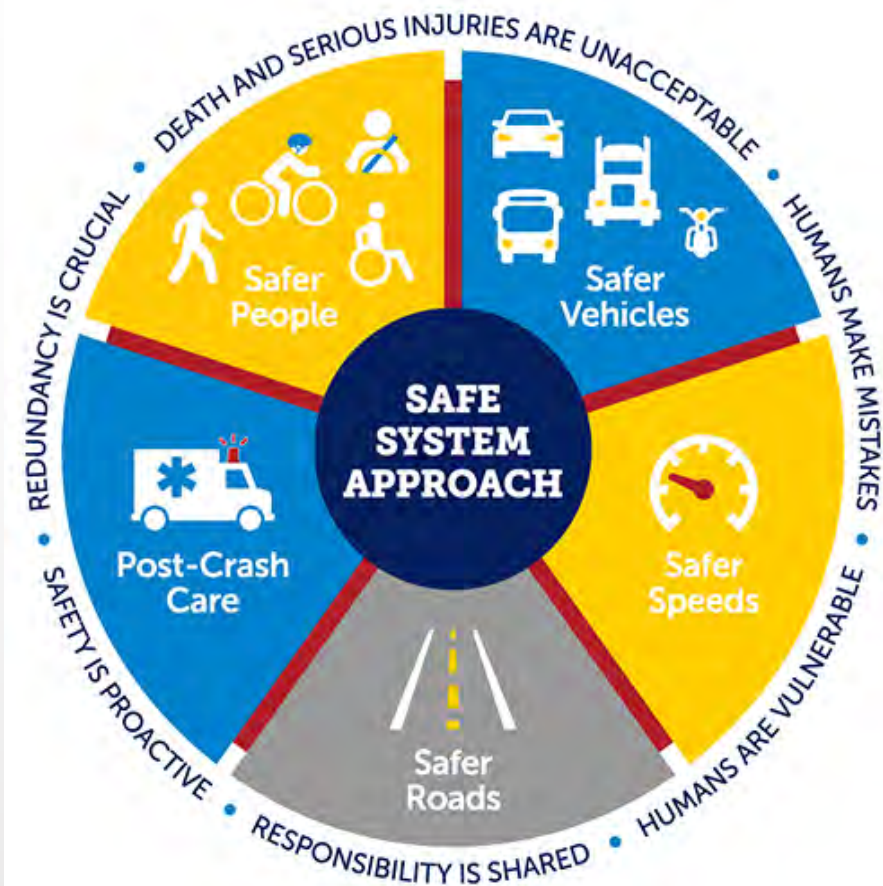 DEATH AND SERIOUS INJURIES ARE UNACCEPTABLE
HUMANS MAKE MISTAKES
HUMANS ARE VULNERABLE
RESPONSIBILITY IS SHARED
SAFETY IS PROACTIVE
REDUNDANCY IS CRUCIAL
SAFE
SYSTEM
APPROACH
Safer
People
Safer
Vehicles
Safer
Speeds
Safer
Roads
Post-Crash
Care